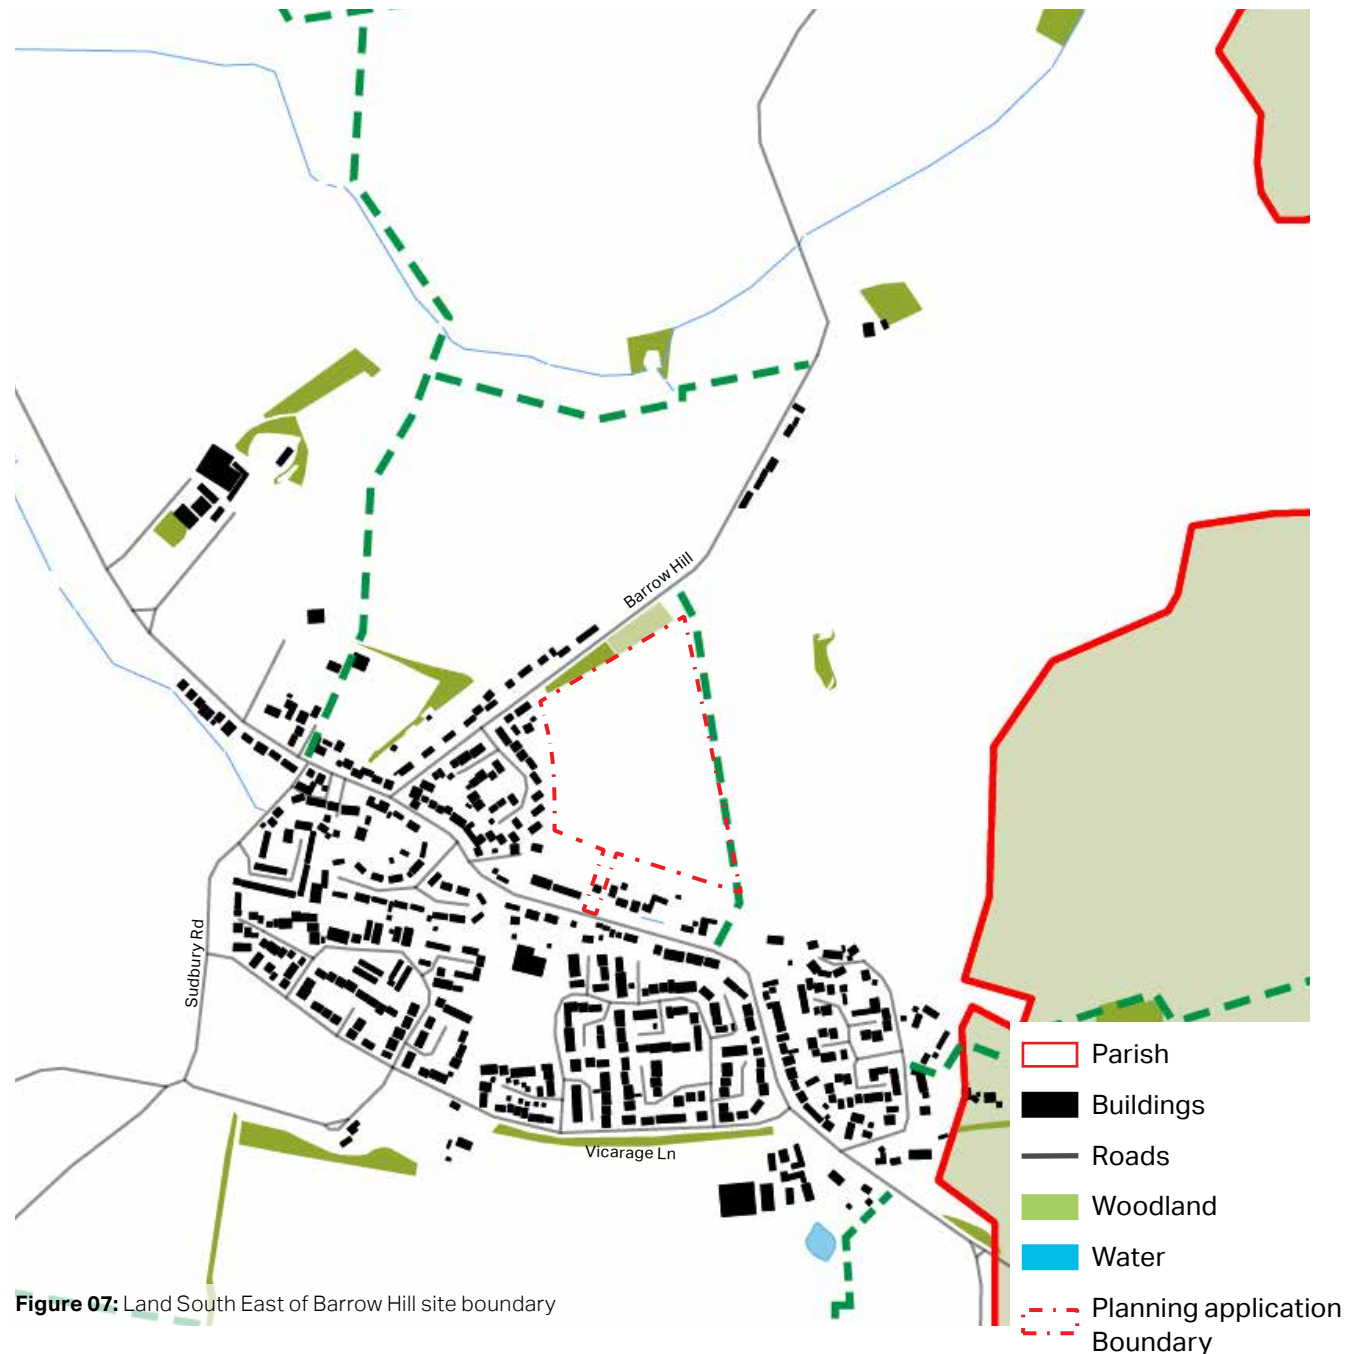 Barrow Hill
Sudbury Rd
Vicarage Ln
Parish
Buildings
Roads
Woodland
Water
Planning application
Boundary
Figure 07: Land South East of Barrow Hill site boundary